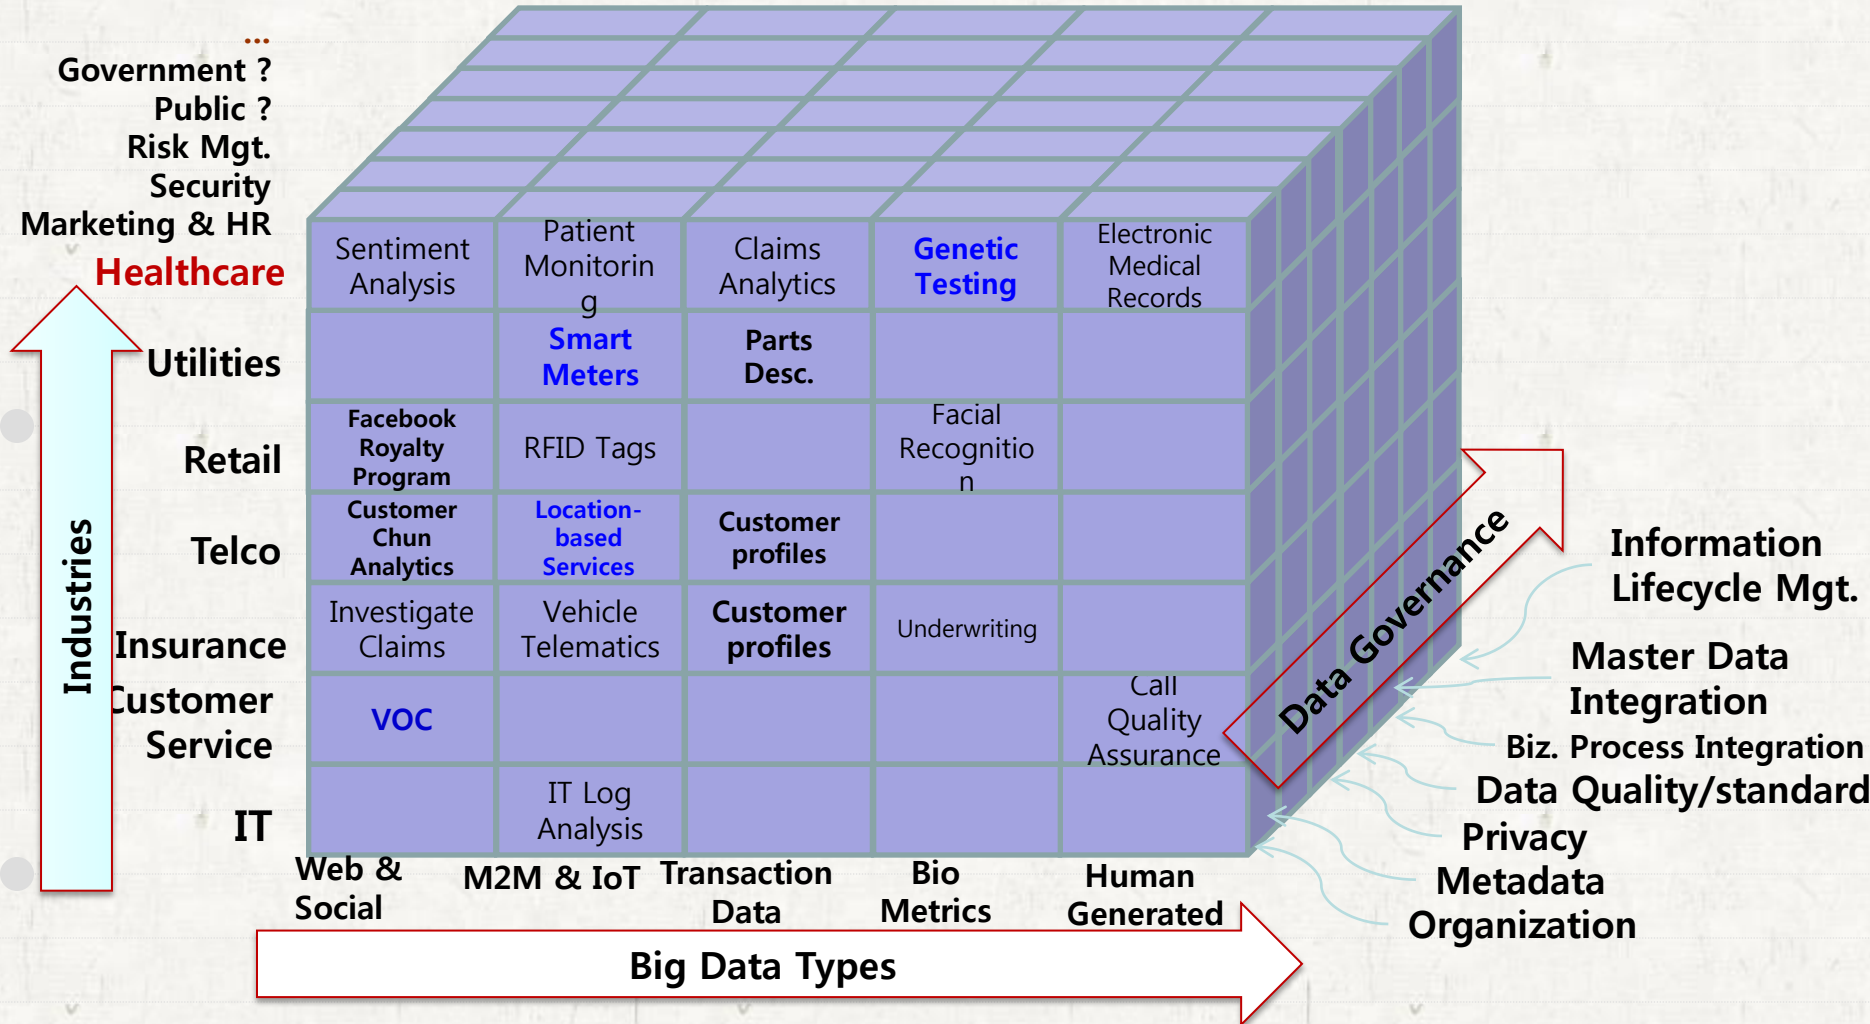 ...
Government ?
Public ?
Risk Mgt.
Security
Marketing & HR
Healthcare
Utilities
Retail
Telco
Insurance
Customer
Service
IT
Industries
Sentiment
Analysis
Patient
Monitorin
g
Claims
Analytics
Genetic
Testing
Electronic
Medical
Records
Smart
Meters
Parts
Desc.
Facebook
Royalty
Program
RFID Tags
Facial
Recognitio
n
Customer
Chun
Analytics
Location-
based
Services
Customer
profiles
Investigate
Claims
Vehicle
Telematics
Customer
profiles
Underwriting
VOC
Call
Quality
Assurance
IT Log
Analysis
Web &
Social
M2M & IoT
Transaction
Data
Bio
Metrics
Human
Generated
Big Data Types
Data Governance
Information
Lifecycle Mgt.
Master Data
Integration
Biz. Process Integration
Data Quality/standard
Privacy
Metadata
Organization